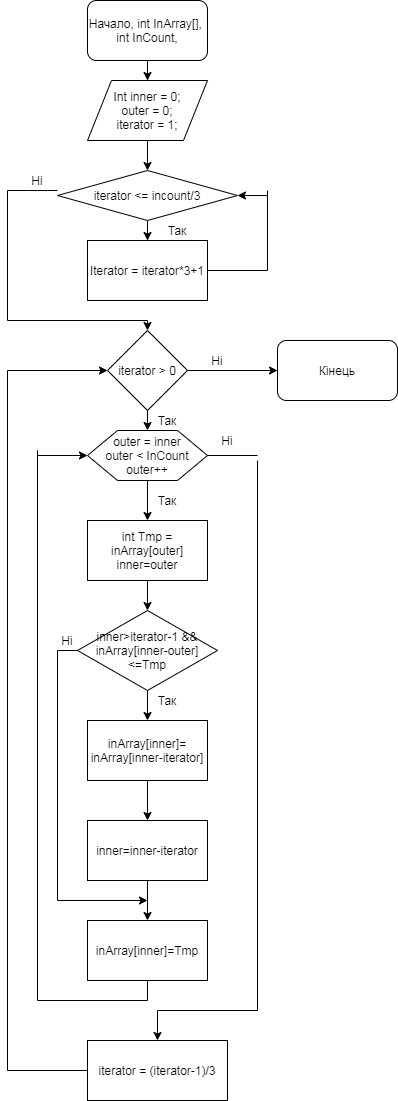 Начало, int InArray[],
int InCount,
Int inner = 0;
outer = 0;
iterator = 1;
Ні
iterator <= incount/3
Так
Iterator = iterator*3+1
iterator > 0
Ні
Кінець
Так
outer = inner
outer < InCount
outer++
Ні
Так
int Tmp =
inArray[outer]
inner=outer
Ні
inner>iterator-1 &&
inArray[inner-outer]
<=Tmp
Так
inArray[inner]=
inArray[inner-iterator]
inner=inner-iterator
inArray[inner]=Tmp
iterator = (iterator-1)/3